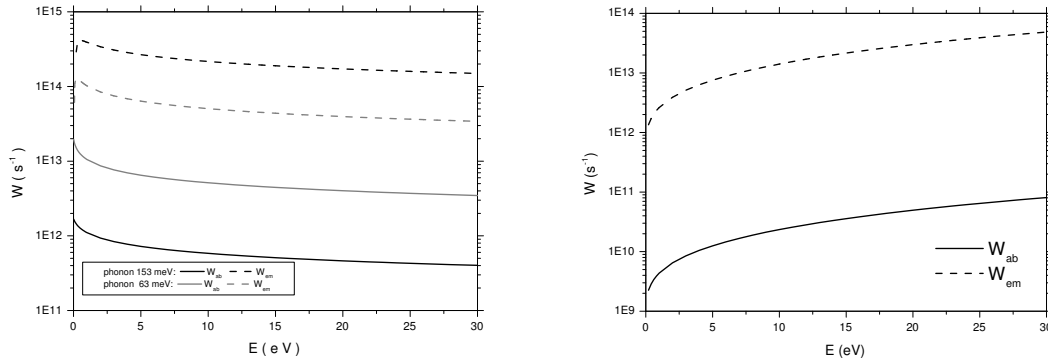 1E15
1E14
1E13
1E12
1E11
W (s-1)
0 5 10 15 20 25 30
E ( e V )
phonon 153 meV: Wab Wem
phonon 63 meV: Wab Wem
1E14
1E13
1E12
1E11
1E10
1E9
W (s-1)
0 5 10 15 20 25 30
E (eV)
Wab
Wem